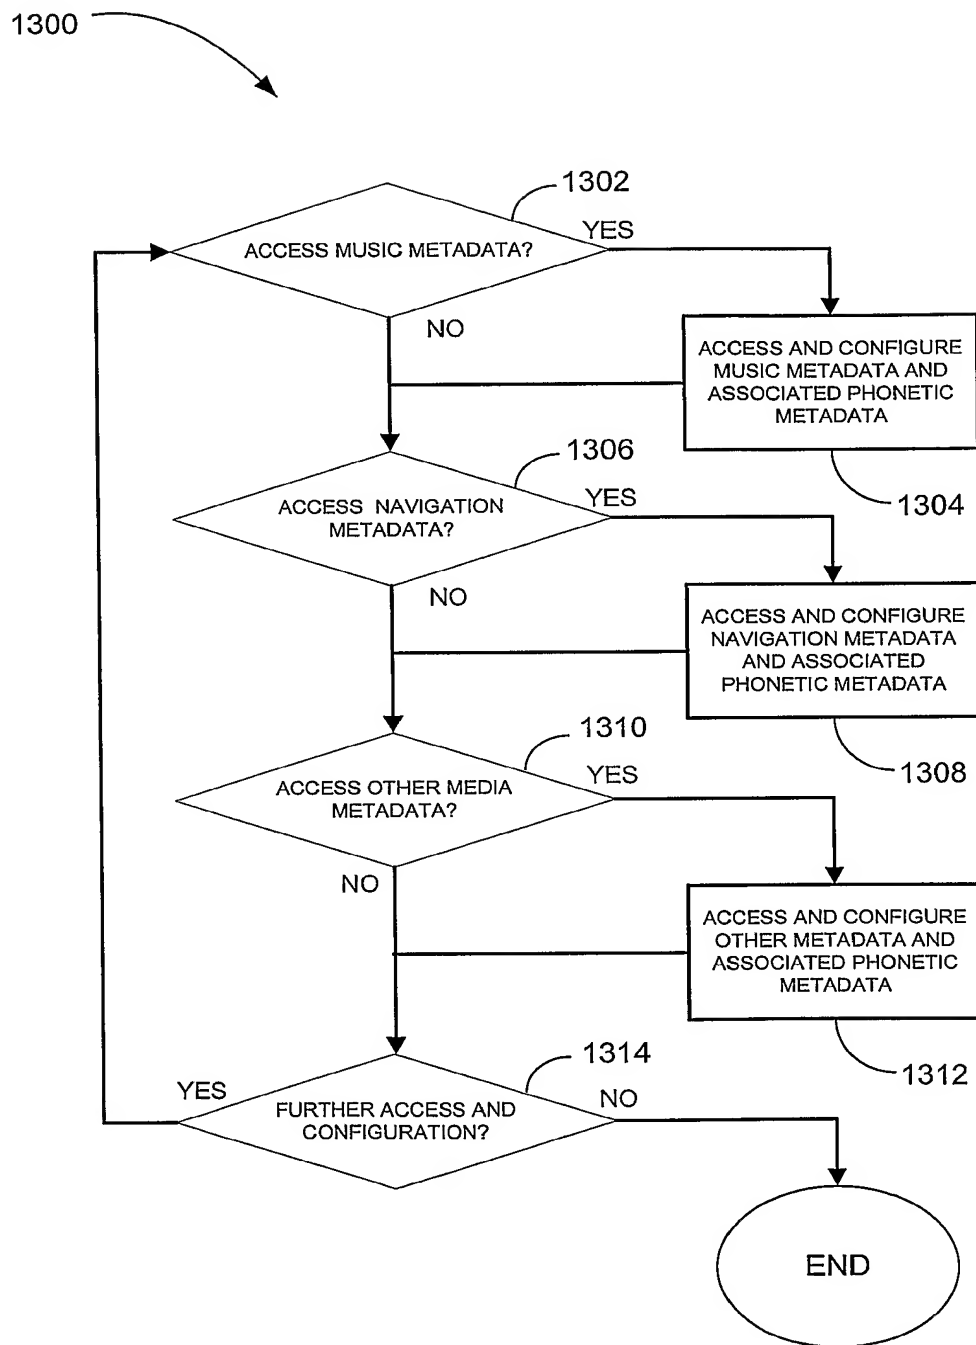 1300
1302
ACCESS MUSIC METADATA?
YES
NO
ACCESS AND CONFIGURE
MUSIC METADATA AND
ASSOCIATED PHONETIC
METADATA
1304
1306
ACCESS NAVIGATION
METADATA?
YES
NO
ACCESS AND CONFIGURE
NAVIGATION METADATA
AND ASSOCIATED
PHONETIC METADATA
1308
1310
ACCESS OTHER MEDIA
METADATA?
YES
NO
ACCESS AND CONFIGURE
OTHER METADATA AND
ASSOCIATED PHONETIC
METADATA
1312
1314
YES
FURTHER ACCESS AND
CONFIGURATION?
NO
END